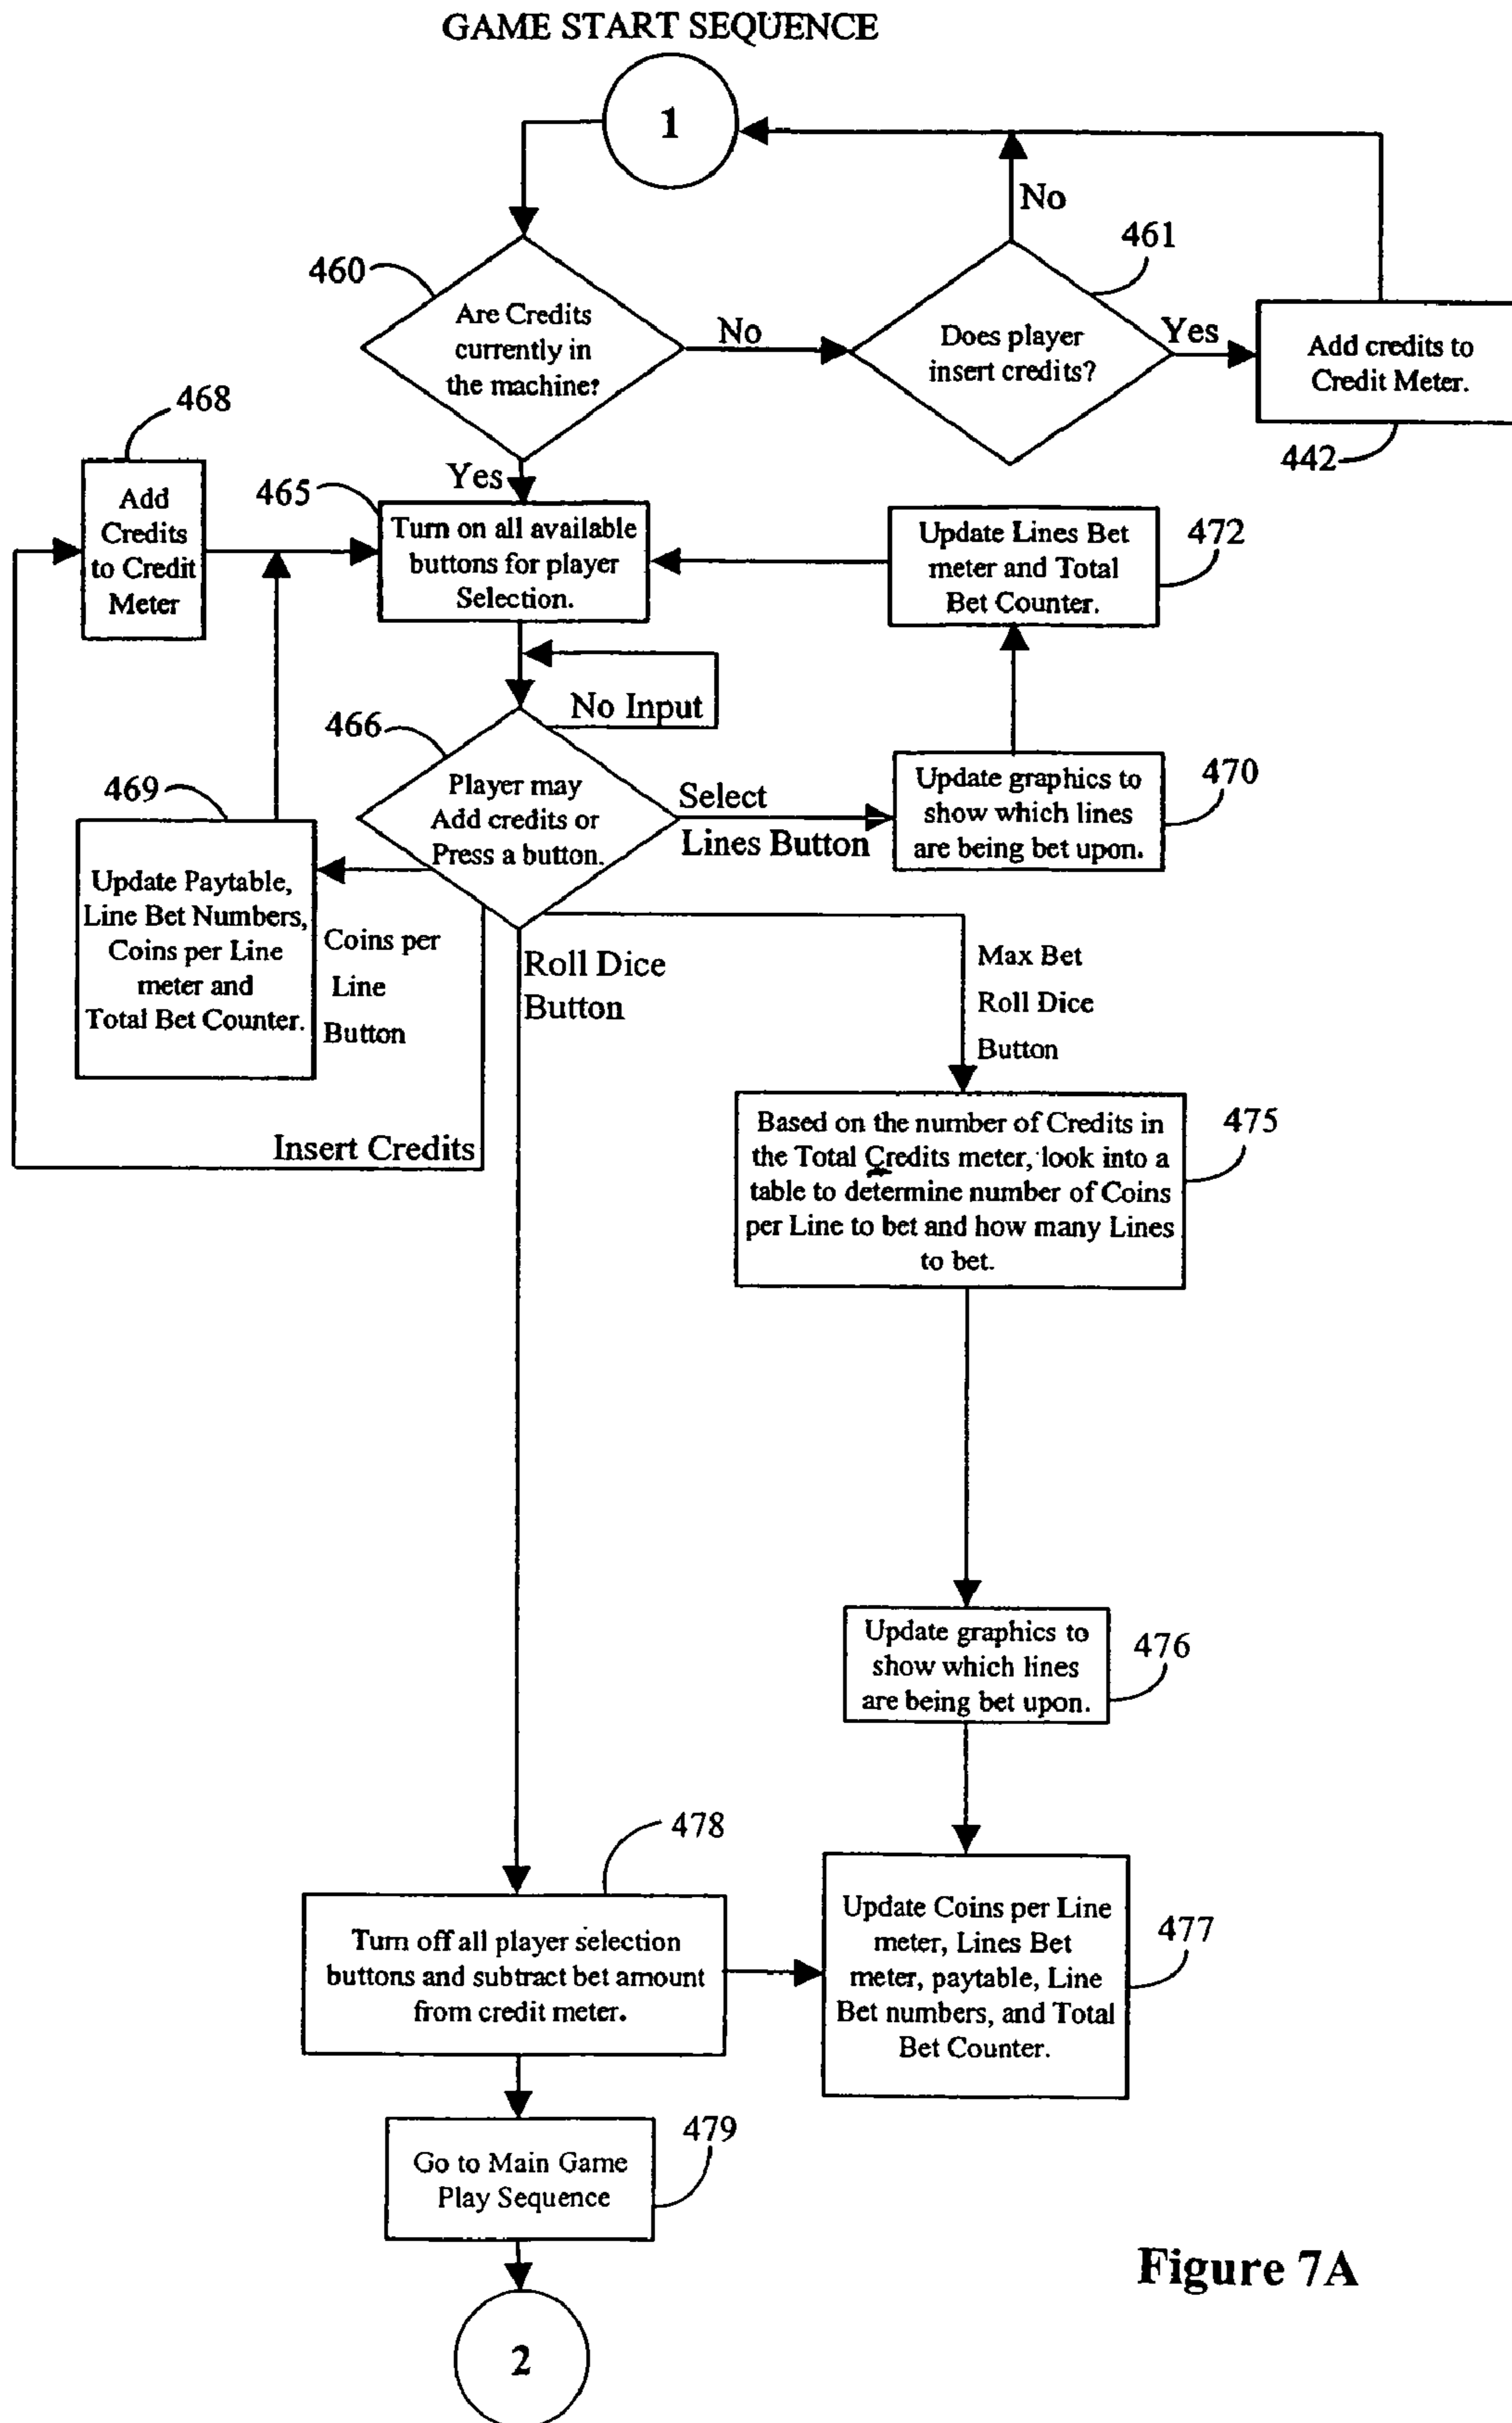 GAME START SEQUENCE
1
No
461
460
Are Credits
currently in
the machine?
No
Does player
insert credits?
Yes
Add credits to
Credit Meter.
442
468
Add
Credits
to Credit
Meter
Yes
465
Turn on all available
buttons for player
Selection.
Update Lines Bet
meter and Total
Bet Counter.
472
No Input
466
Player may
Add credits or
Press a button.
Select
Lines Button
Update graphics to
show which lines
are being bet upon.
470
469
Update Paytable,
Line Bet Numbers,
Coins per Line
meter and
Total Bet Counter.
Coins per
Line
Button
Roll Dice
Button
Max Bet
Roll Dice
Button
Insert Credits
Based on the number of Credits in
the Total Credits meter, look into a
table to determine number of Coins
per Line to bet and how many Lines
to bet.
475
Update graphics to
show which lines
are being bet upon.
476
478
Turn off all player selection
buttons and subtract bet amount
from credit meter.
Update Coins per Line
meter, Lines Bet
meter, paytable, Line
Bet numbers, and Total
Bet Counter.
477
Go to Main Game
Play Sequence
479
Figure 7A
2